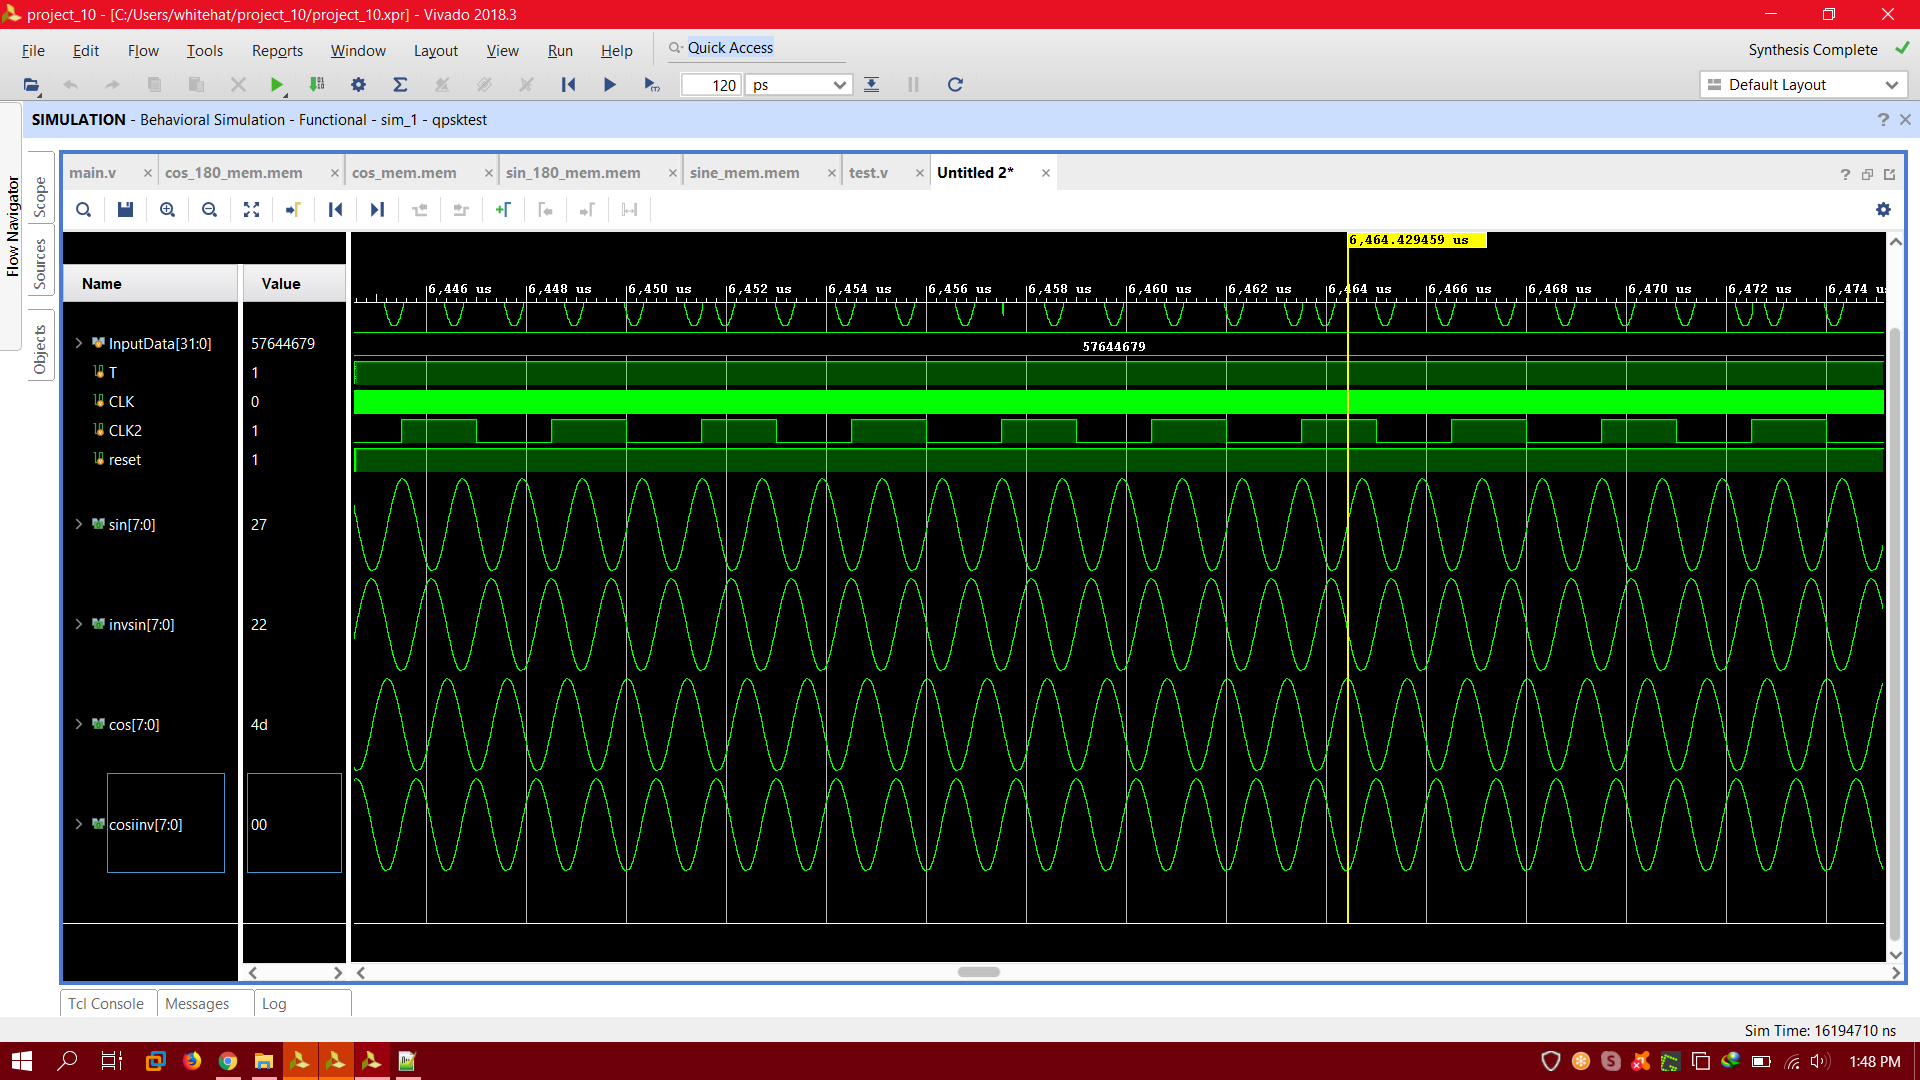 project_10 - [C:/Users/whitehat/project_10/project_10.xpr] - Vivado 2018.3
File Edit Flow Tools Reports Window Layout View Run Help Quick Access Synthesis Complete
120 ps Default Layout
SIMULATION - Behavioral Simulation - Functional - sim_1 - qpsktest
Flow Navigator
Scope
Sources
Objects
main.v cos_180_mem.mem cos_mem.mem sin_180_mem.mem sine_mem.mem test.v Untitled 2*
6,464.429459 us
Name Value
6,446 us 6,448 us 6,450 us 6,452 us 6,454 us 6,456 us 6,458 us 6,460 us 6,462 us 6,464 us 6,466 us 6,468 us 6,470 us 6,472 us 6,474 us
InputData[31:0] 57644679 57644679
T 1
CLK 0
CLK2 1
reset 1
sin[7:0] 27
invsin[7:0] 22
cos[7:0] 4d
cosiinv[7:0] 00
Tcl Console Messages Log
Sim Time: 16194710 ns
1:48 PM